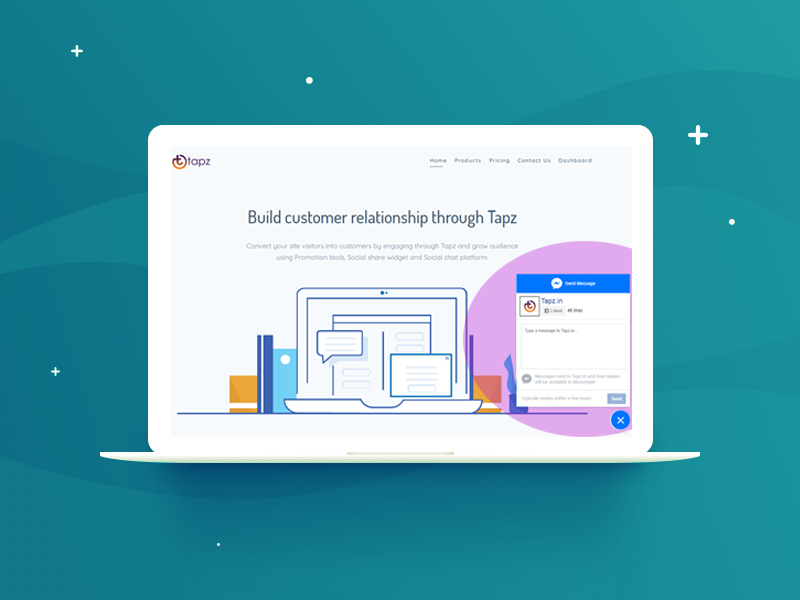 tapz
Home Products Pricing Contact Us Dashboard
Build customer relationship through Tapz
Convert your site visitors into customers by engaging through Tapz and grow audience
using Promotion tools, Social share widget and Social chat platform.
Send Message
Tapz.in
Liked 40 likes
Type a message to Tapz.in...
Messages sent to Tapz.in and their replies
will be available in Messenger.
Typically replies within a few hours
Send